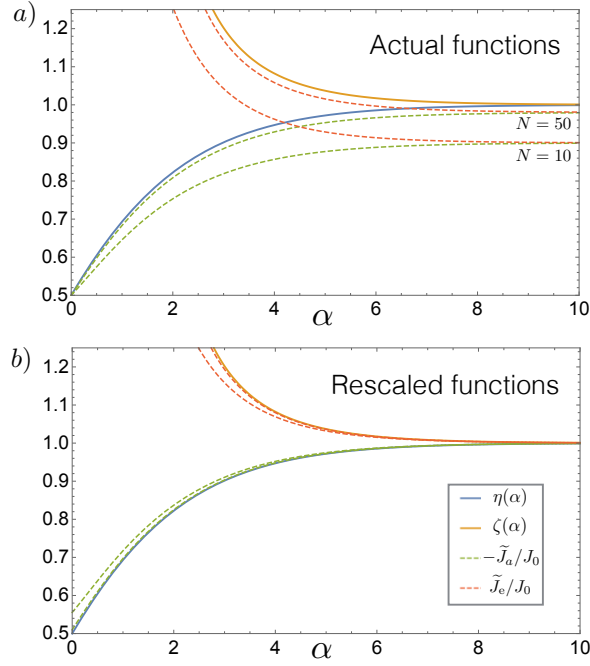 a)
Actual functions
1.2
1.1
1.0
0.9
0.8
0.7
0.6
0.5
N = 50
N = 10
0 2 4 6 8 10
α
b)
Rescaled functions
1.2
1.1
1.0
0.9
0.8
0.7
0.6
0.5
η(α)
ζ(α)
−J̃ₐ/J₀
J̃ₑ/J₀
0 2 4 6 8 10
α